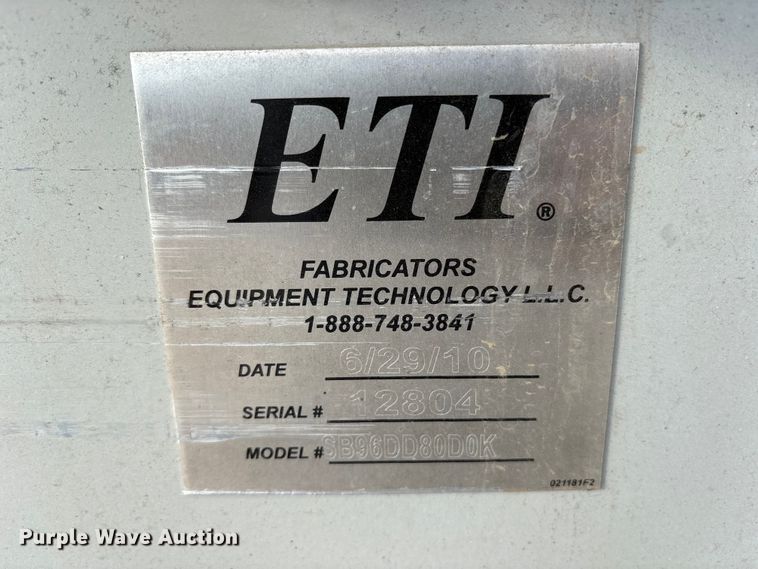 ETI®
FABRICATORS
EQUIPMENT TECHNOLOGY L.L.C.
1-888-748-3841
DATE 6/29/10
SERIAL # 12804
MODEL # SB96DD80D0K
021181F2
Purple Wave Auction